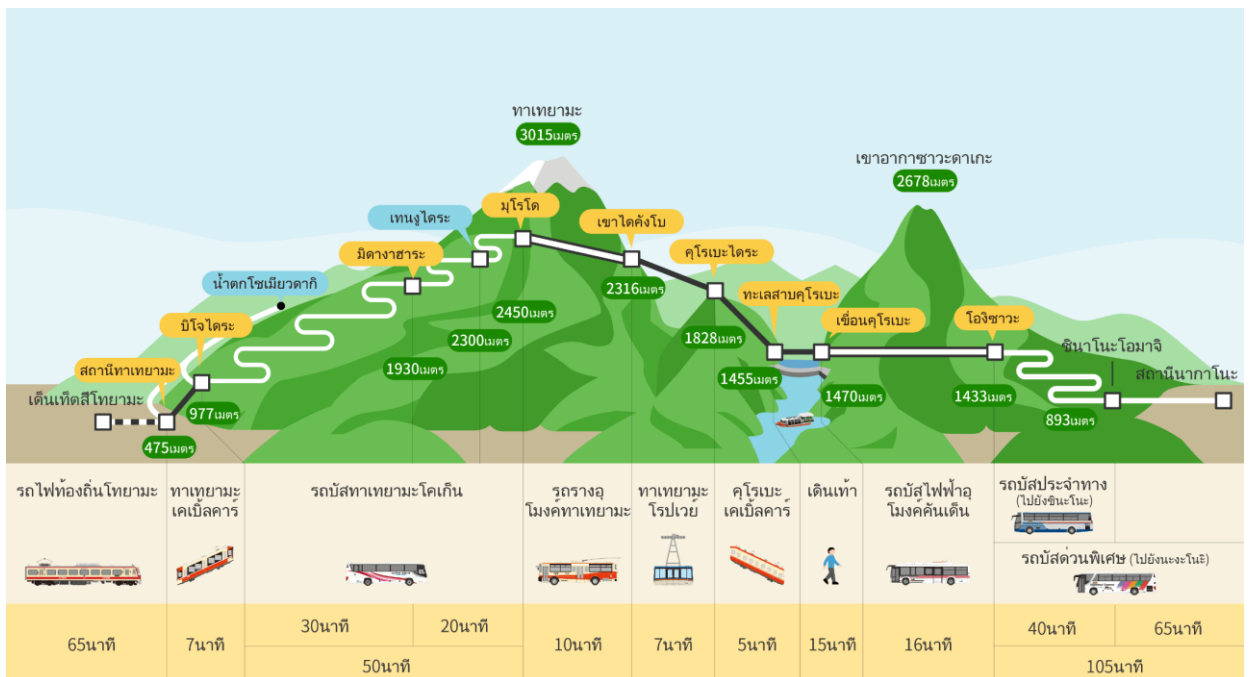 ทาเทยามะ
3015เมตร
เขาอากาซาวะดาเกะ
2678เมตร
มุโรโด
เทนงูไดระ
เขาไดคังโบ
มิดางาฮาระ
คุโรเบะไดระ
น้ำตกโชเมียวดากิ
2316เมตร
ทะเลสาบคุโรเบะ
2450เมตร
บิโจไดระ
เขื่อนคุโรเบะ
โองิซาวะ
2300เมตร
1828เมตร
ชินาโนะโอมาจิ
สถานีทาเทยามะ
1930เมตร
1455เมตร
สถานีนากาโนะ
เด็นเท็ตสึโทยามะ
977เมตร
1470เมตร
1433เมตร
893เมตร
475เมตร
รถไฟท้องถิ่นโทยามะ
ทาเทยามะ
เคเบิ้ลคาร์
รถบัสทาเทยามะโคเก็น
รถรางอุ
โมงค์ทาเทยามะ
ทาเทยามะ
โรปเวย์
คุโรเบะ
เคเบิ้ลคาร์
เดินเท้า
รถบัสไฟฟ้าอุ
โมงค์คันเด็น
รถบัสประจำทาง
(ไปยังชินะโนะ)
รถบัสด่วนพิเศษ (ไปยังนะงะโนะ)
65นาที
7นาที
30นาที
20นาที
50นาที
10นาที
7นาที
5นาที
15นาที
16นาที
40นาที
65นาที
105นาที